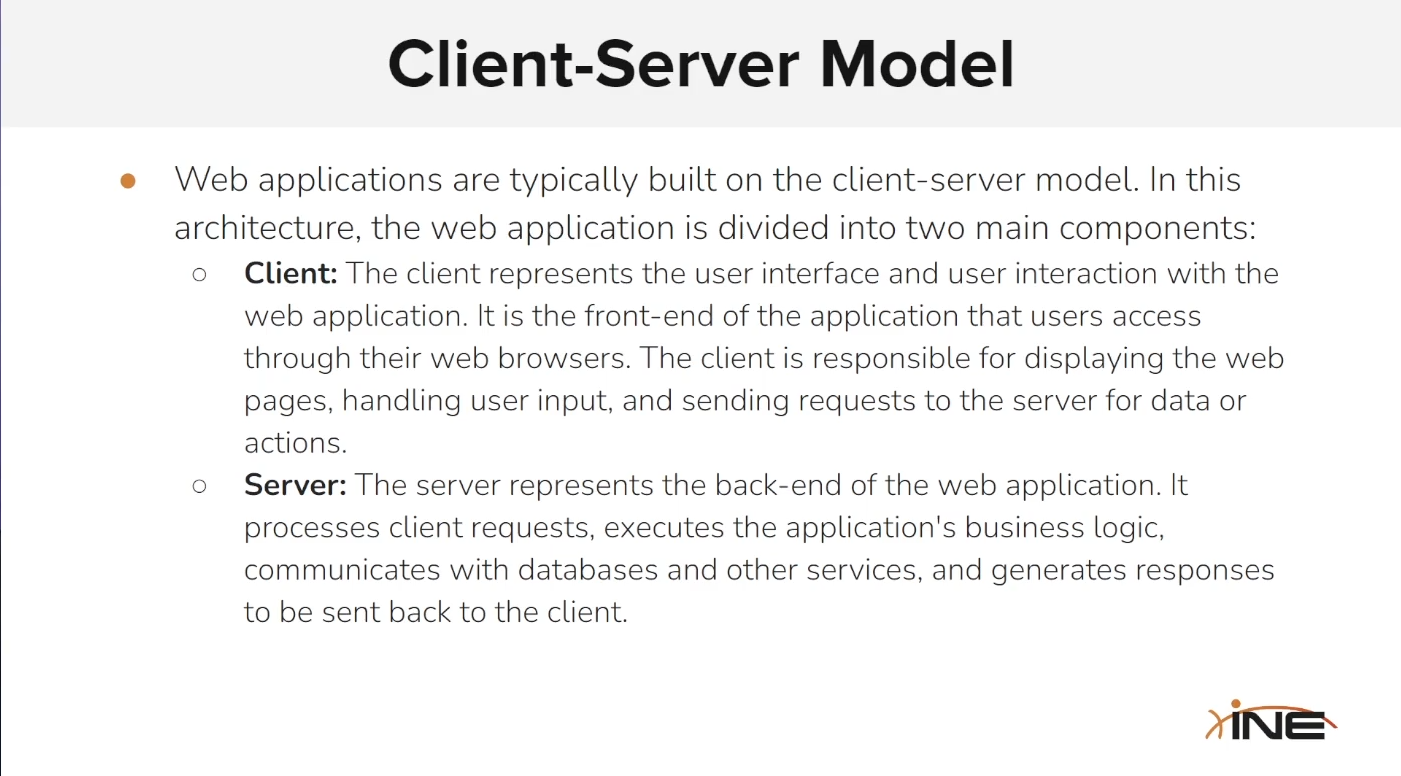 Client-Server Model
● Web applications are typically built on the client-server model. In this
architecture, the web application is divided into two main components:
○ Client: The client represents the user interface and user interaction with the
web application. It is the front-end of the application that users access
through their web browsers. The client is responsible for displaying the web
pages, handling user input, and sending requests to the server for data or
actions.
○ Server: The server represents the back-end of the web application. It
processes client requests, executes the application's business logic,
communicates with databases and other services, and generates responses
to be sent back to the client.
INE